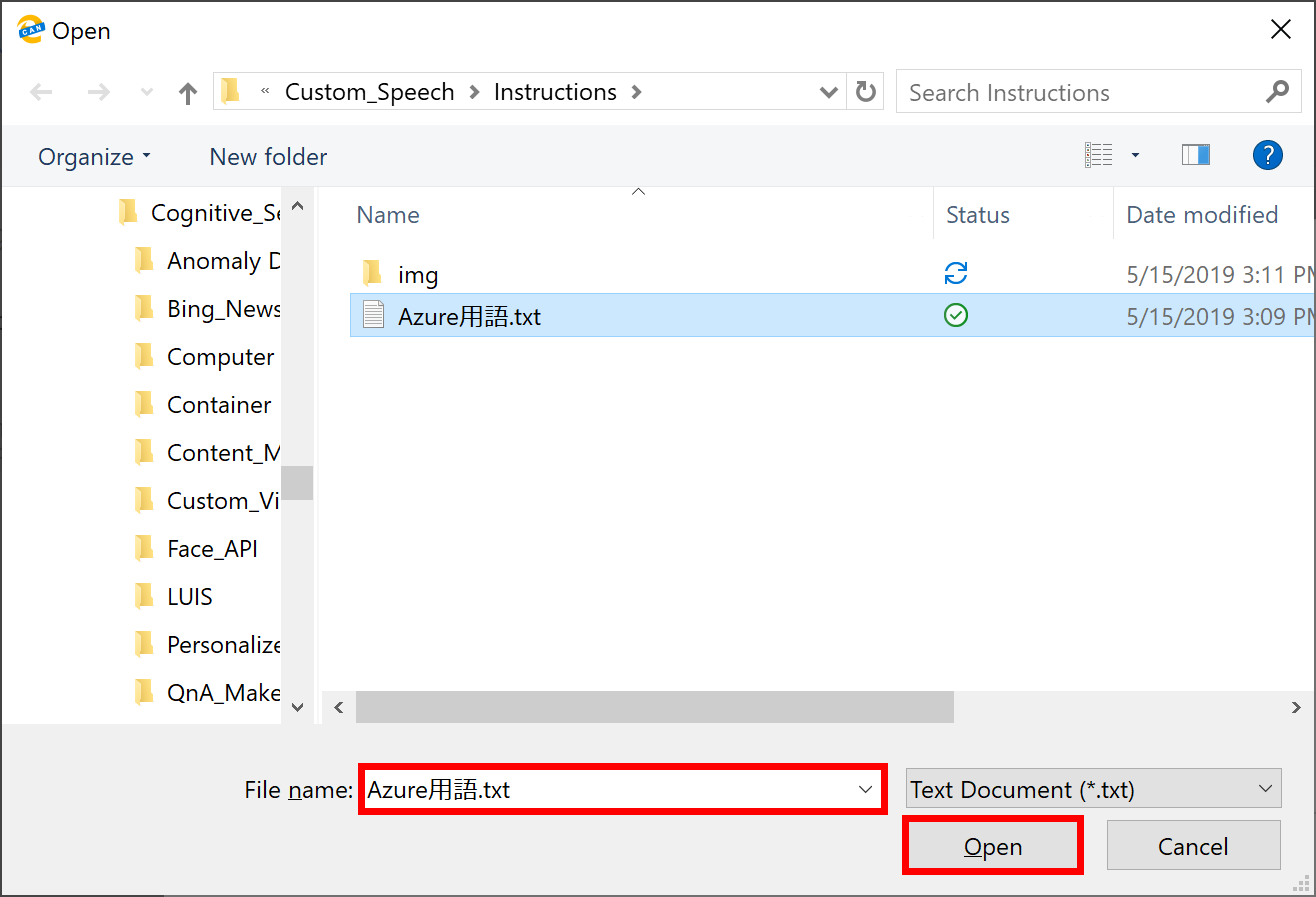 CAN
Open
« Custom_Speech > Instructions >
Search Instructions
Organize
New folder
?
Name
Status
Date modified
Cognitive_Se
Anomaly D
Bing_News
Computer
Container
Content_M
Custom_Vi
Face_API
LUIS
Personalize
QnA_Make
img
5/15/2019 3:11 PM
Azure用語.txt
5/15/2019 3:09 PM
File name:
Azure用語.txt
Text Document (*.txt)
Open
Cancel